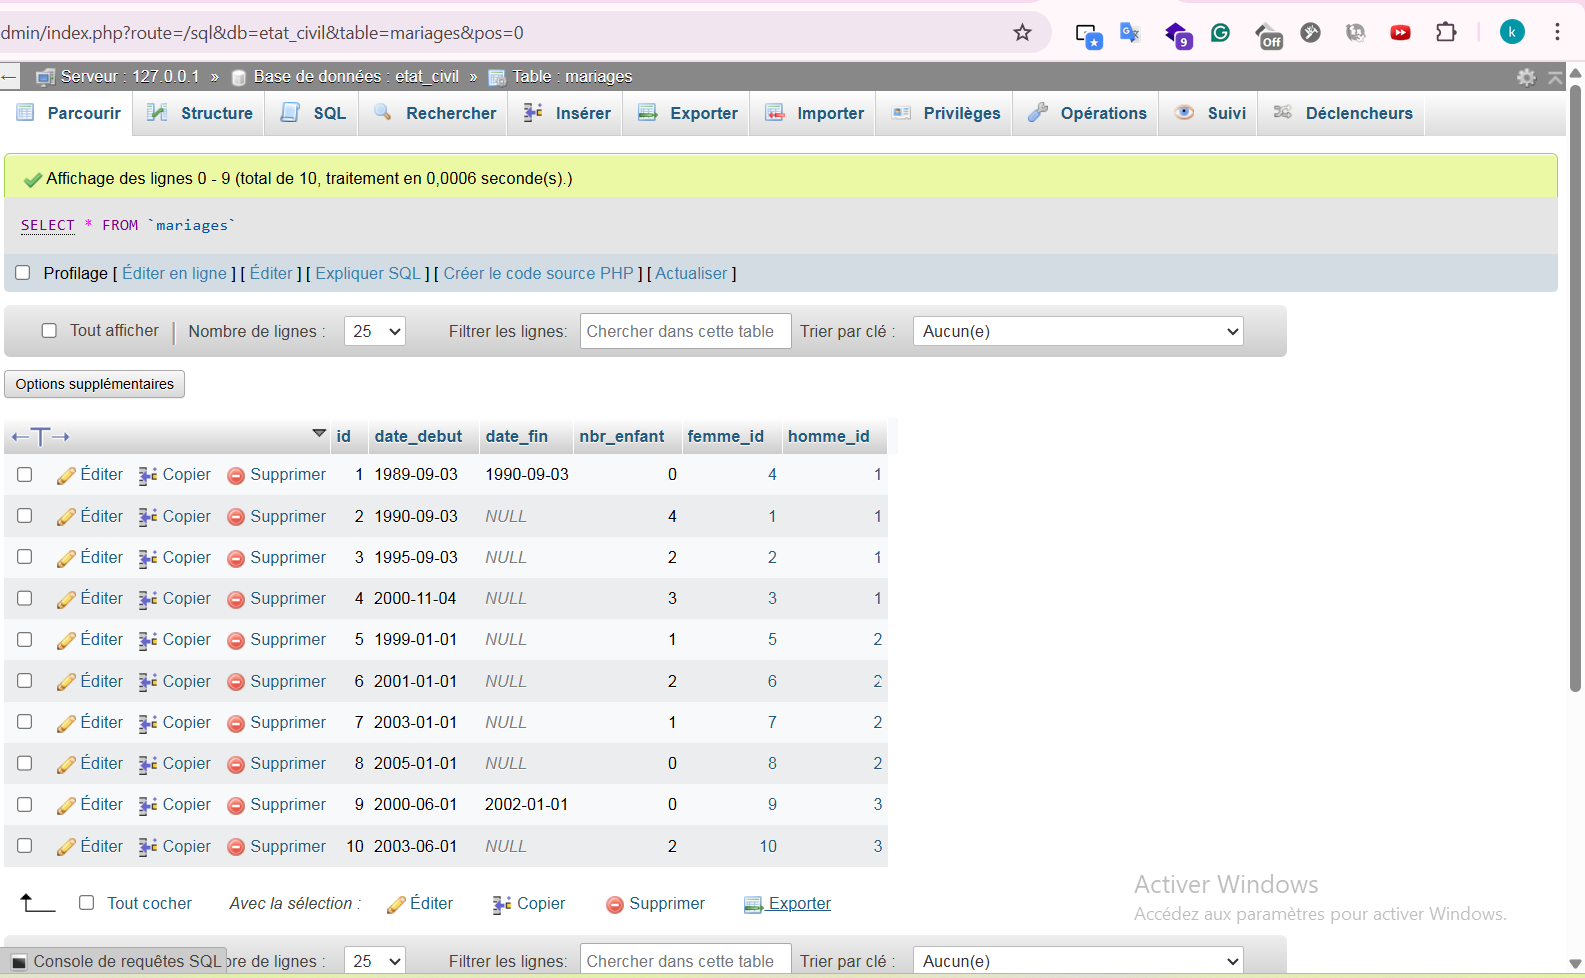 dmin/index.php?route=/sql&db=etat_civil&table=mariages&pos=0
9
Off
k
Serveur : 127.0.0.1 » Base de données : etat_civil » Table : mariages
Parcourir Structure SQL Rechercher Insérer Exporter Importer Privilèges Opérations Suivi Déclencheurs
Affichage des lignes 0 - 9 (total de 10, traitement en 0,0006 seconde(s).)
SELECT * FROM `mariages`
Profilage [ Éditer en ligne ] [ Éditer ] [ Expliquer SQL ] [ Créer le code source PHP ] [ Actualiser ]
Tout afficher Nombre de lignes : 25 Filtrer les lignes: Chercher dans cette table Trier par clé : Aucun(e)
Options supplémentaires
←T→ id date_debut date_fin nbr_enfant femme_id homme_id
Éditer Copier Supprimer 1 1989-09-03 1990-09-03 0 4 1
Éditer Copier Supprimer 2 1990-09-03 NULL 4 1 1
Éditer Copier Supprimer 3 1995-09-03 NULL 2 2 1
Éditer Copier Supprimer 4 2000-11-04 NULL 3 3 1
Éditer Copier Supprimer 5 1999-01-01 NULL 1 5 2
Éditer Copier Supprimer 6 2001-01-01 NULL 2 6 2
Éditer Copier Supprimer 7 2003-01-01 NULL 1 7 2
Éditer Copier Supprimer 8 2005-01-01 NULL 0 8 2
Éditer Copier Supprimer 9 2000-06-01 2002-01-01 0 9 3
Éditer Copier Supprimer 10 2003-06-01 NULL 2 10 3
Tout cocher Avec la sélection : Éditer Copier Supprimer Exporter
Activer Windows
Accédez aux paramètres pour activer Windows.
Console de requêtes SQL bre de lignes : 25 Filtrer les lignes: Chercher dans cette table Trier par clé : Aucun(e)